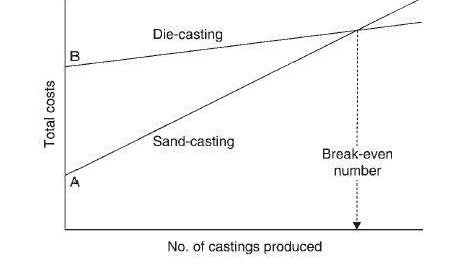 Die-casting
B
Total costs
Sand-casting
Break-even
number
A
No. of castings produced